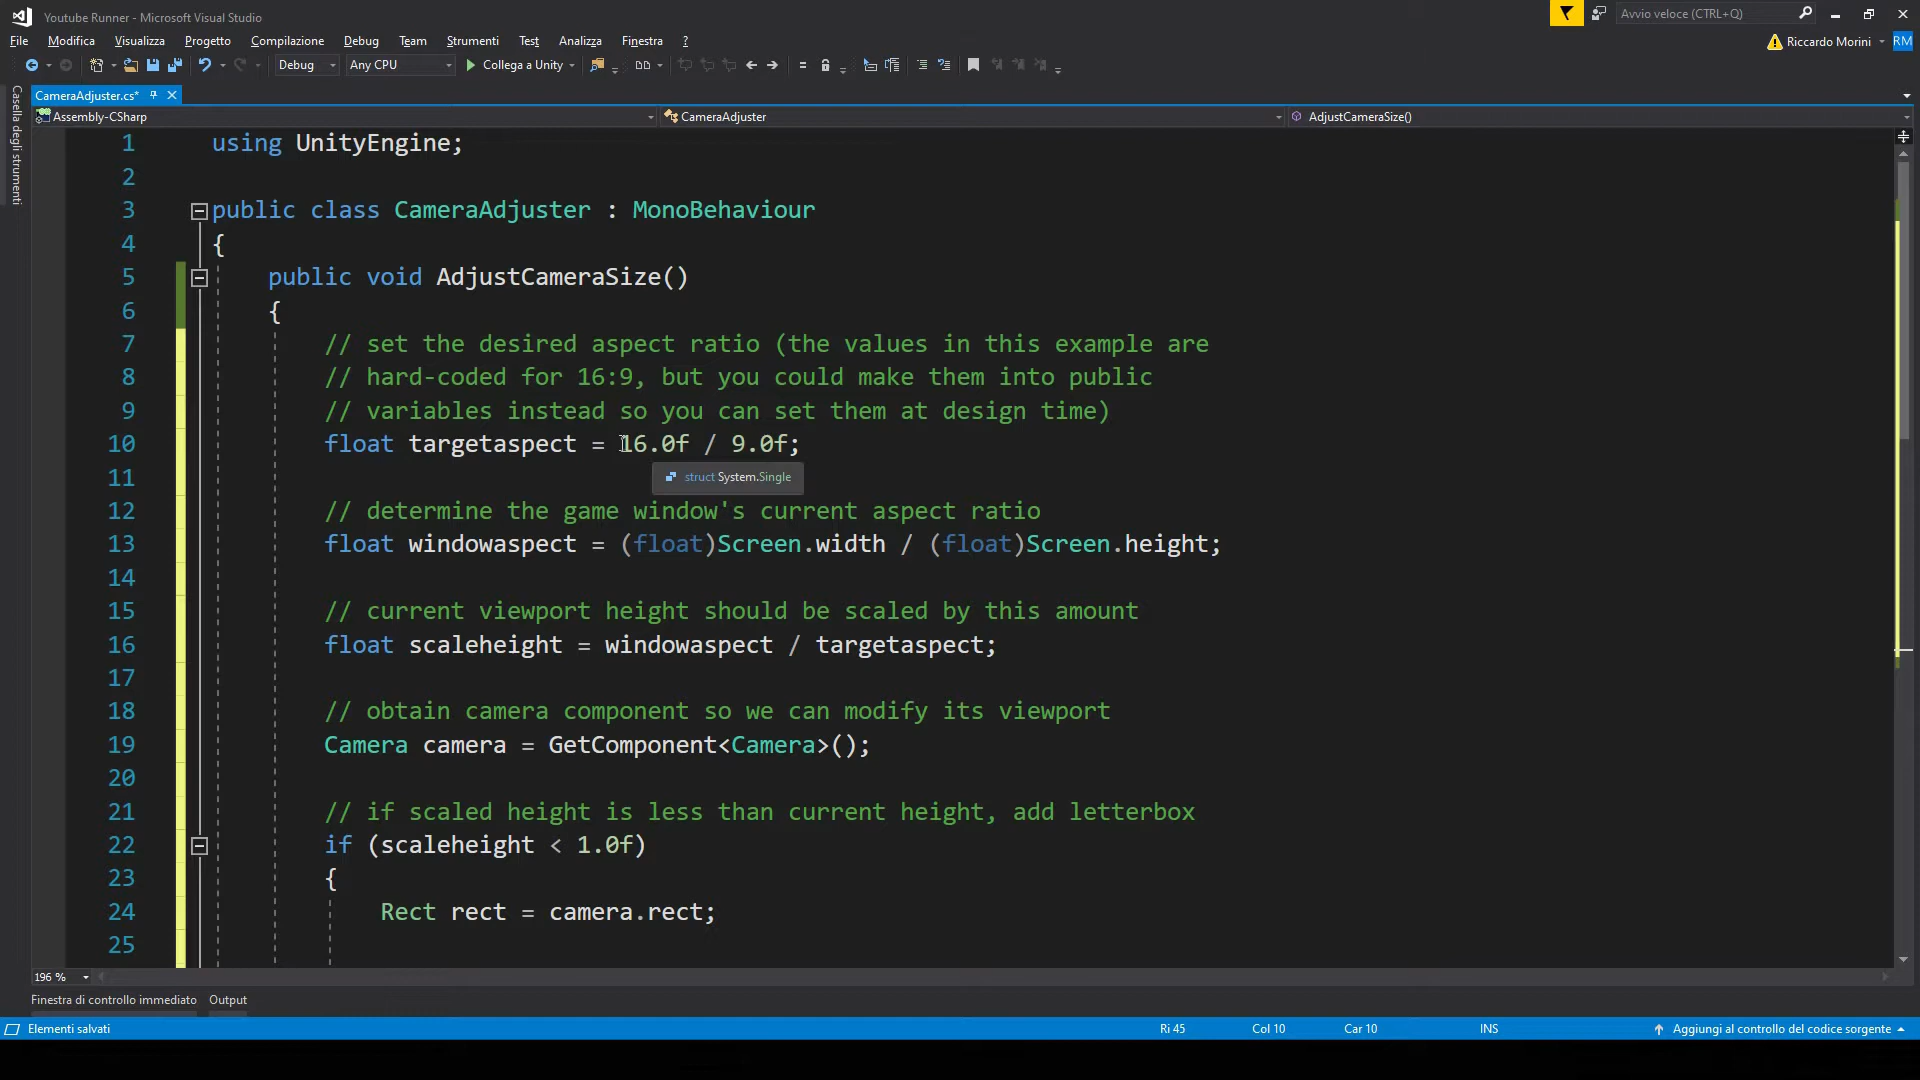 Youtube Runner - Microsoft Visual Studio
Avvio veloce (CTRL+Q)
File Modifica Visualizza Progetto Compilazione Debug Team Strumenti Test Analizza Finestra ?
Riccardo Morini RM
Debug Any CPU Collega a Unity
CameraAdjuster.cs*
Casella degli strumenti
Assembly-CSharp CameraAdjuster AdjustCameraSize()
1 using UnityEngine;
2
3 public class CameraAdjuster : MonoBehaviour
4 {
5 public void AdjustCameraSize()
6 {
7 // set the desired aspect ratio (the values in this example are
8 // hard-coded for 16:9, but you could make them into public
9 // variables instead so you can set them at design time)
10 float targetaspect = 16.0f / 9.0f;
struct System.Single
11
12 // determine the game window's current aspect ratio
13 float windowaspect = (float)Screen.width / (float)Screen.height;
14
15 // current viewport height should be scaled by this amount
16 float scaleheight = windowaspect / targetaspect;
17
18 // obtain camera component so we can modify its viewport
19 Camera camera = GetComponent<Camera>();
20
21 // if scaled height is less than current height, add letterbox
22 if (scaleheight < 1.0f)
23 {
24 Rect rect = camera.rect;
25
196 %
Finestra di controllo immediato Output
Elementi salvati Ri 45 Col 10 Car 10 INS Aggiungi al controllo del codice sorgente